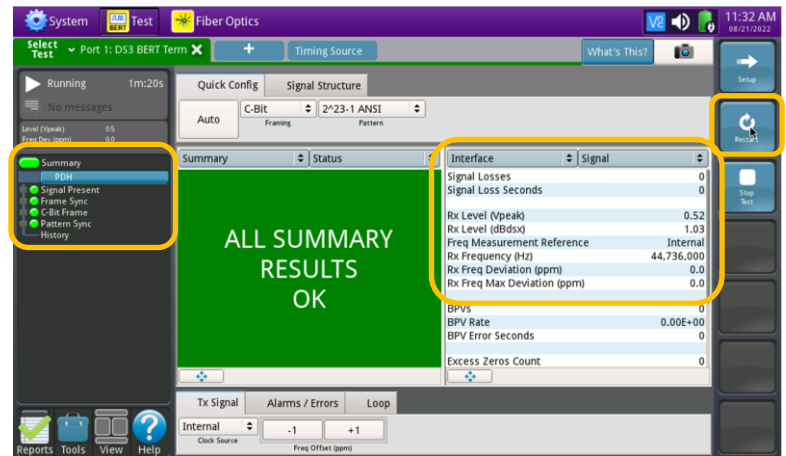 System
AM BERT
Test
Fiber Optics
V2
11:32 AM
08/21/2022
Select Test
Port 1: DS3 BERT Term X
+
Timing Source
What's This?
Setup
Running 1m:20s
No messages
Level (Vpeak) 0.5
Freq Dev (ppm) 0.0
Quick Config
Signal Structure
Auto
C-Bit
2^23-1 ANSI
Framing
Pattern
Restart
Summary
PDH
Signal Present
Frame Sync
C-Bit Frame
Pattern Sync
History
Summary
Status
ALL SUMMARY
RESULTS
OK
Interface
Signal
Signal Losses 0
Signal Loss Seconds 0
Rx Level (Vpeak) 0.52
Rx Level (dBdsx) 1.03
Freq Measurement Reference Internal
Rx Frequency (Hz) 44,736,000
Rx Freq Deviation (ppm) 0.0
Rx Freq Max Deviation (ppm) 0.0
BPVs 0
BPV Rate 0.00E+00
BPV Error Seconds 0
Excess Zeros Count 0
Stop
Test
Tx Signal
Alarms / Errors
Loop
Internal
-1
+1
Clock Source
Freq Offset (ppm)
Reports
Tools
View
Help